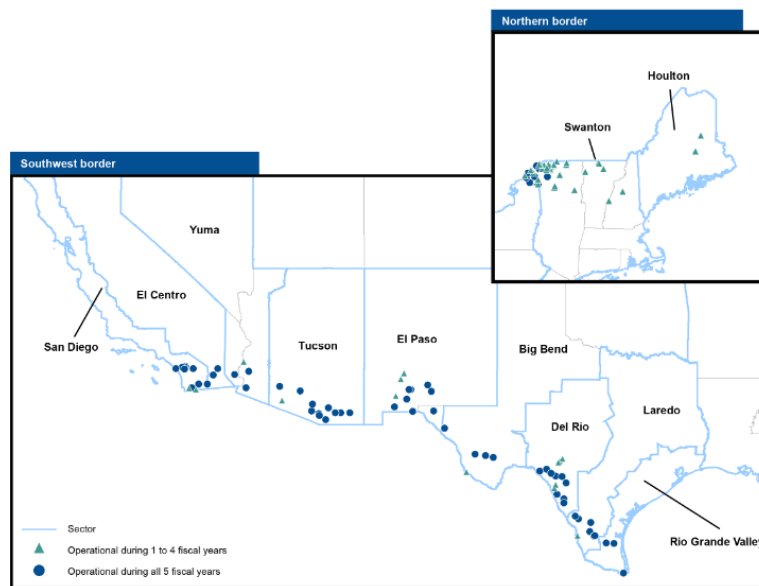 Northern border
Houlton
Swanton
Southwest border
Yuma
El Centro
San Diego
Tucson
El Paso
Big Bend
Del Rio
Laredo
Rio Grande Valley
Sector
Operational during 1 to 4 fiscal years
Operational during all 5 fiscal years